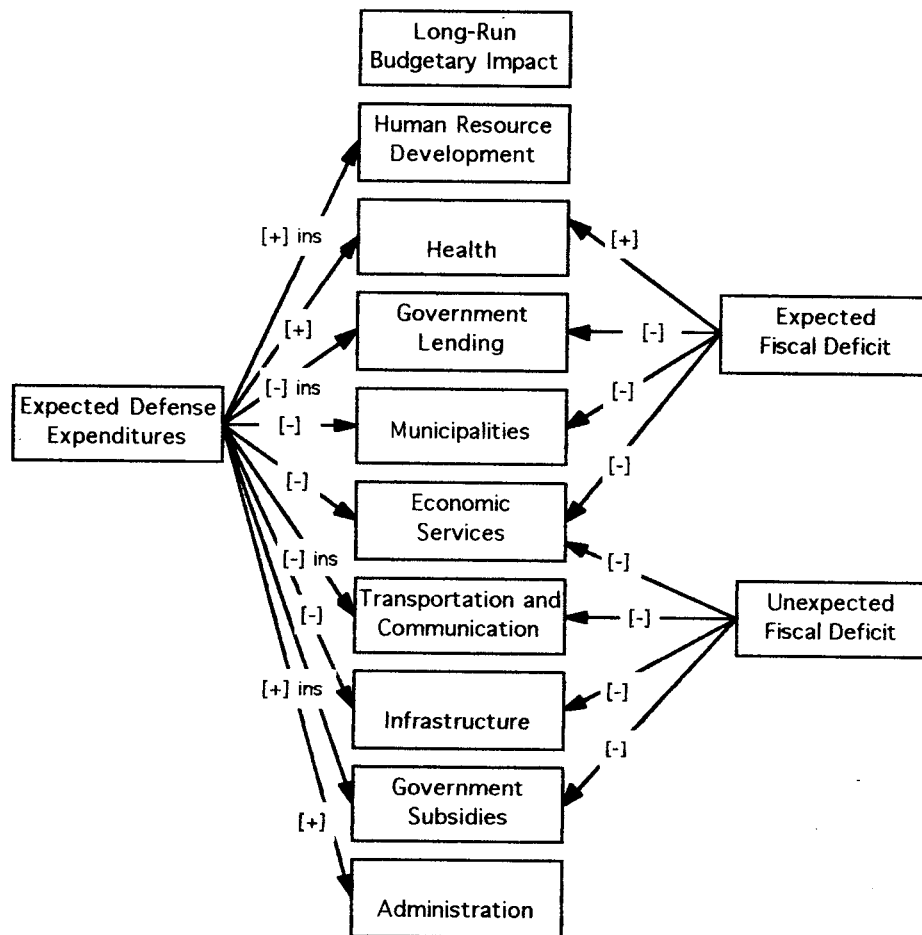 Long-Run
Budgetary Impact
Human Resource
Development
[+] ins
[+]
Health
[+]
Government
Lending
[-]
Expected
Fiscal Deficit
[-] ins
[-]
Expected Defense
Expenditures
[-]
Municipalities
[-]
[-]
Economic
Services
[-] ins
[-]
Transportation and
Communication
[-]
[-]
Unexpected
Fiscal Deficit
[+] ins
[-]
Infrastructure
[-]
Government
Subsidies
[+]
Administration